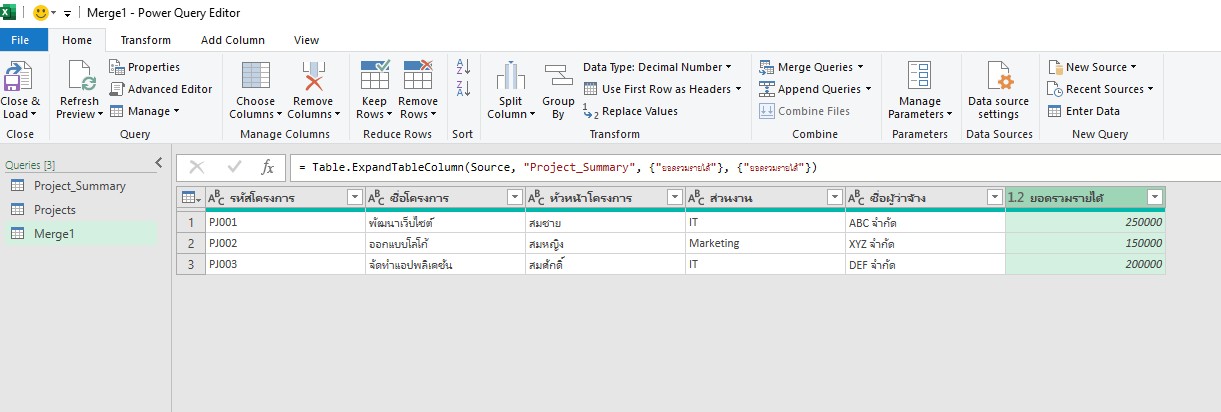 Merge1 - Power Query Editor
File Home Transform Add Column View
Close & Load
Refresh Preview
Properties
Advanced Editor
Manage
Choose Columns
Remove Columns
Keep Rows
Remove Rows
Split Column
Group By
Data Type: Decimal Number
Use First Row as Headers
Replace Values
Merge Queries
Append Queries
Combine Files
Manage Parameters
Data source settings
New Source
Recent Sources
Enter Data
Close Query Manage Columns Reduce Rows Sort Transform Combine Parameters Data Sources New Query
Queries [3]
Project_Summary
Projects
Merge1
= Table.ExpandTableColumn(Source, "Project_Summary", {"ยอดรวมรายได้"}, {"ยอดรวมรายได้"})
รหัสโครงการ ชื่อโครงการ หัวหน้าโครงการ ส่วนงาน ชื่อผู้ว่าจ้าง 1.2 ยอดรวมรายได้
1 PJ001 พัฒนาเว็บไซต์ สมชาย IT ABC จำกัด 250000
2 PJ002 ออกแบบโลโก้ สมหญิง Marketing XYZ จำกัด 150000
3 PJ003 จัดทำแอปพลิเคชัน สมศักดิ์ IT DEF จำกัด 200000